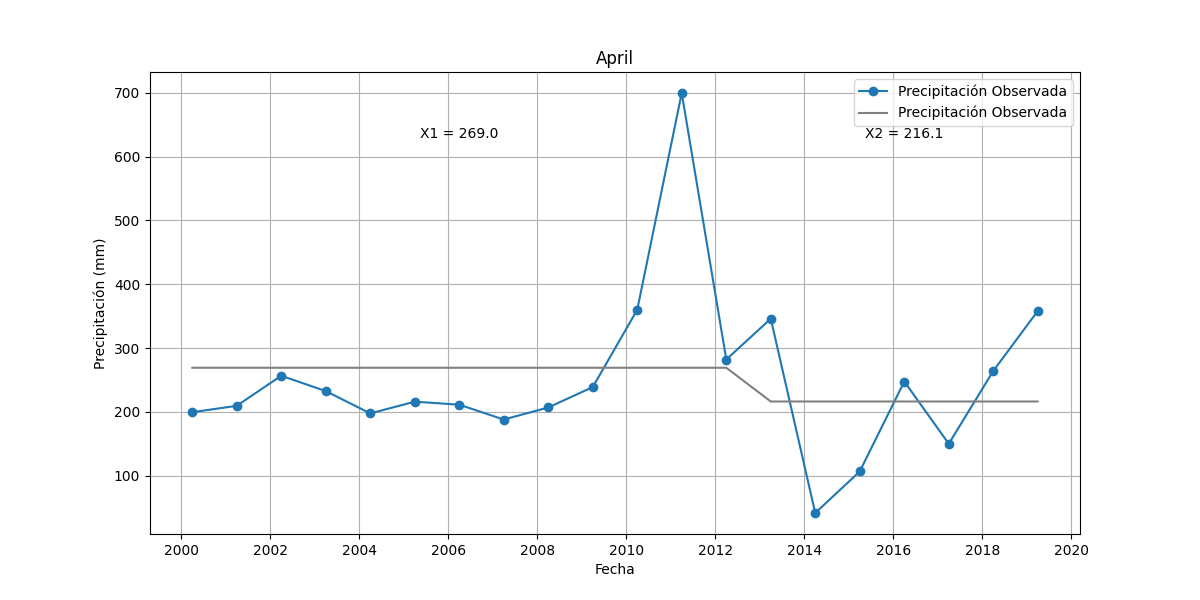 April
Precipitación Observada
Precipitación Observada
X1 = 269.0
X2 = 216.1
Precipitación (mm)
700
600
500
400
300
200
100
2000 2002 2004 2006 2008 2010 2012 2014 2016 2018 2020
Fecha